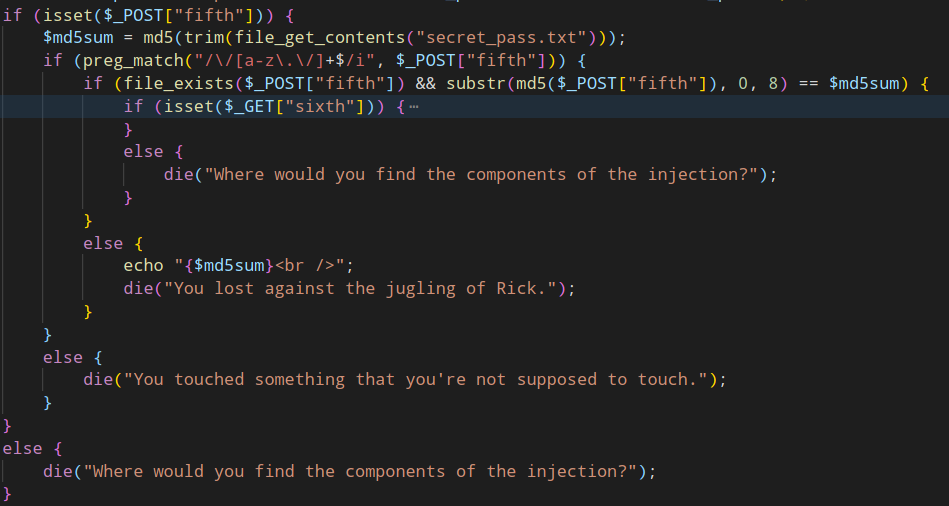 if (isset($_POST["fifth"])) {
    $md5sum = md5(trim(file_get_contents("secret_pass.txt")));
    if (preg_match("/\/[a-z\.\/]+$/i", $_POST["fifth"])) {
        if (file_exists($_POST["fifth"]) && substr(md5($_POST["fifth"]), 0, 8) == $md5sum) {
            if (isset($_GET["sixth"])) {⋯
            }
            else {
                die("Where would you find the components of the injection?");
            }
        }
        else {
            echo "{$md5sum}<br />";
            die("You lost against the jugling of Rick.");
        }
    }
    else {
        die("You touched something that you're not supposed to touch.");
    }
}
else {
    die("Where would you find the components of the injection?");
}